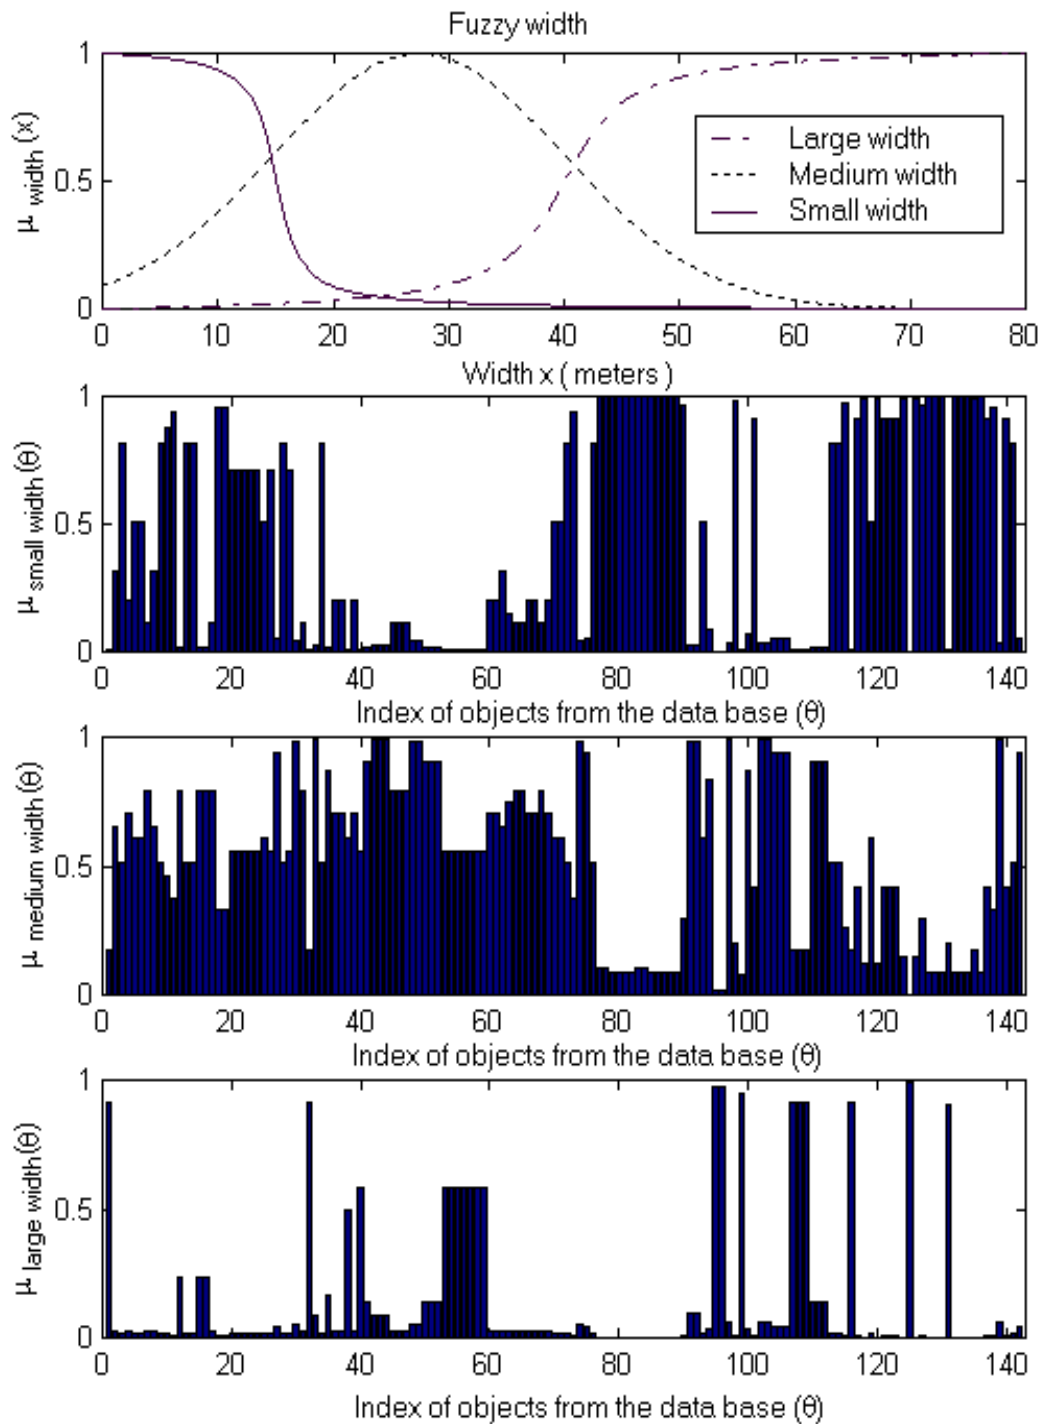 Fuzzy width
1
0.5
0
μ width (x)
Large width
Medium width
Small width
0 10 20 30 40 50 60 70 80
Width x ( meters )
1
0.5
0
μ small width(θ)
0 20 40 60 80 100 120 140
Index of objects from the data base (θ)
1
0.5
0
μ medium width(θ)
0 20 40 60 80 100 120 140
Index of objects from the data base (θ)
1
0.5
0
μ large width(θ)
0 20 40 60 80 100 120 140
Index of objects from the data base (θ)